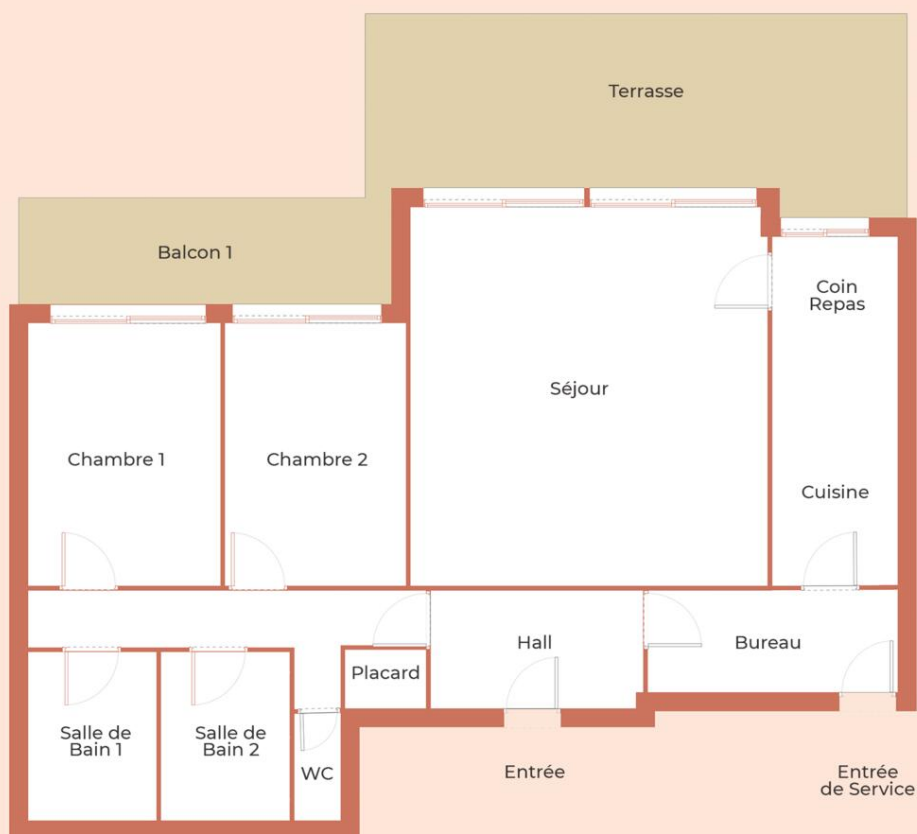 Terrasse
Balcon 1
Coin
Repas
Séjour
Chambre 1
Chambre 2
Cuisine
Hall
Bureau
Placard
Salle de
Bain 1
Salle de
Bain 2
WC
Entrée
Entrée
de Service